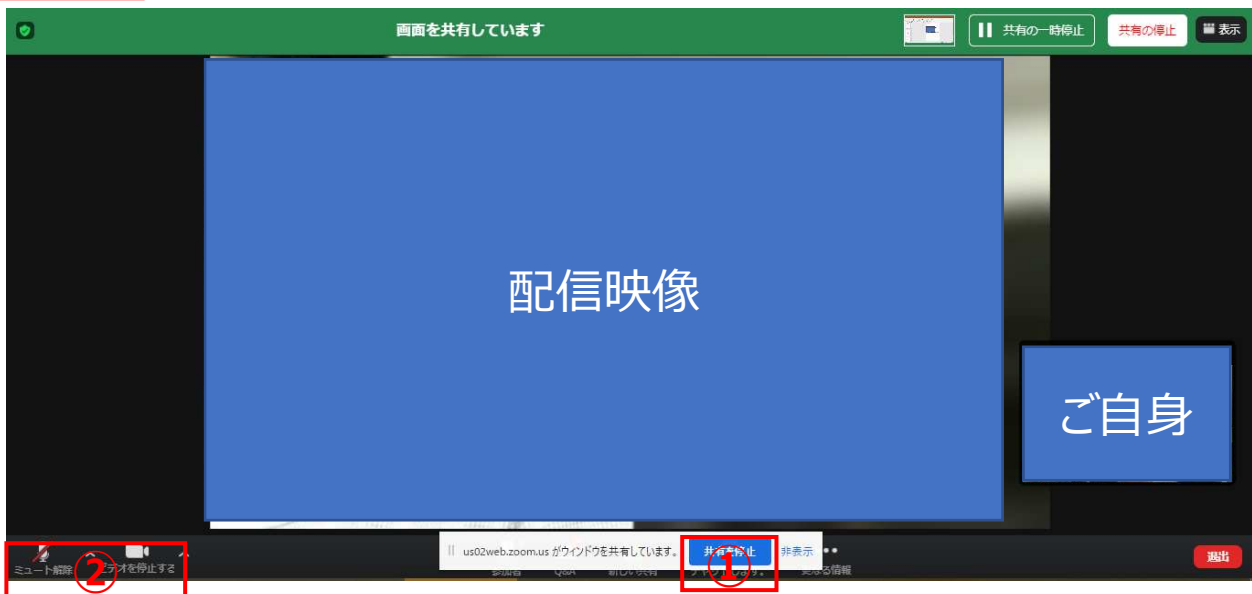 画面を共有しています
共有の一時停止
共有の停止
表示
配信映像
ご自身
us02web.zoom.us がウィンドウを共有しています。
共有を停止
非表示
①
ミュート解除
ビデオを停止する
②
参加者
Q&A
新しい共有
更なる情報
退出